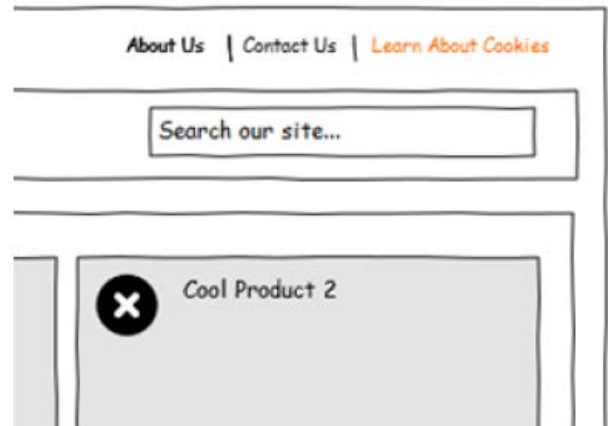 About Us | Contact Us | Learn About Cookies
Search our site...
Cool Product 2